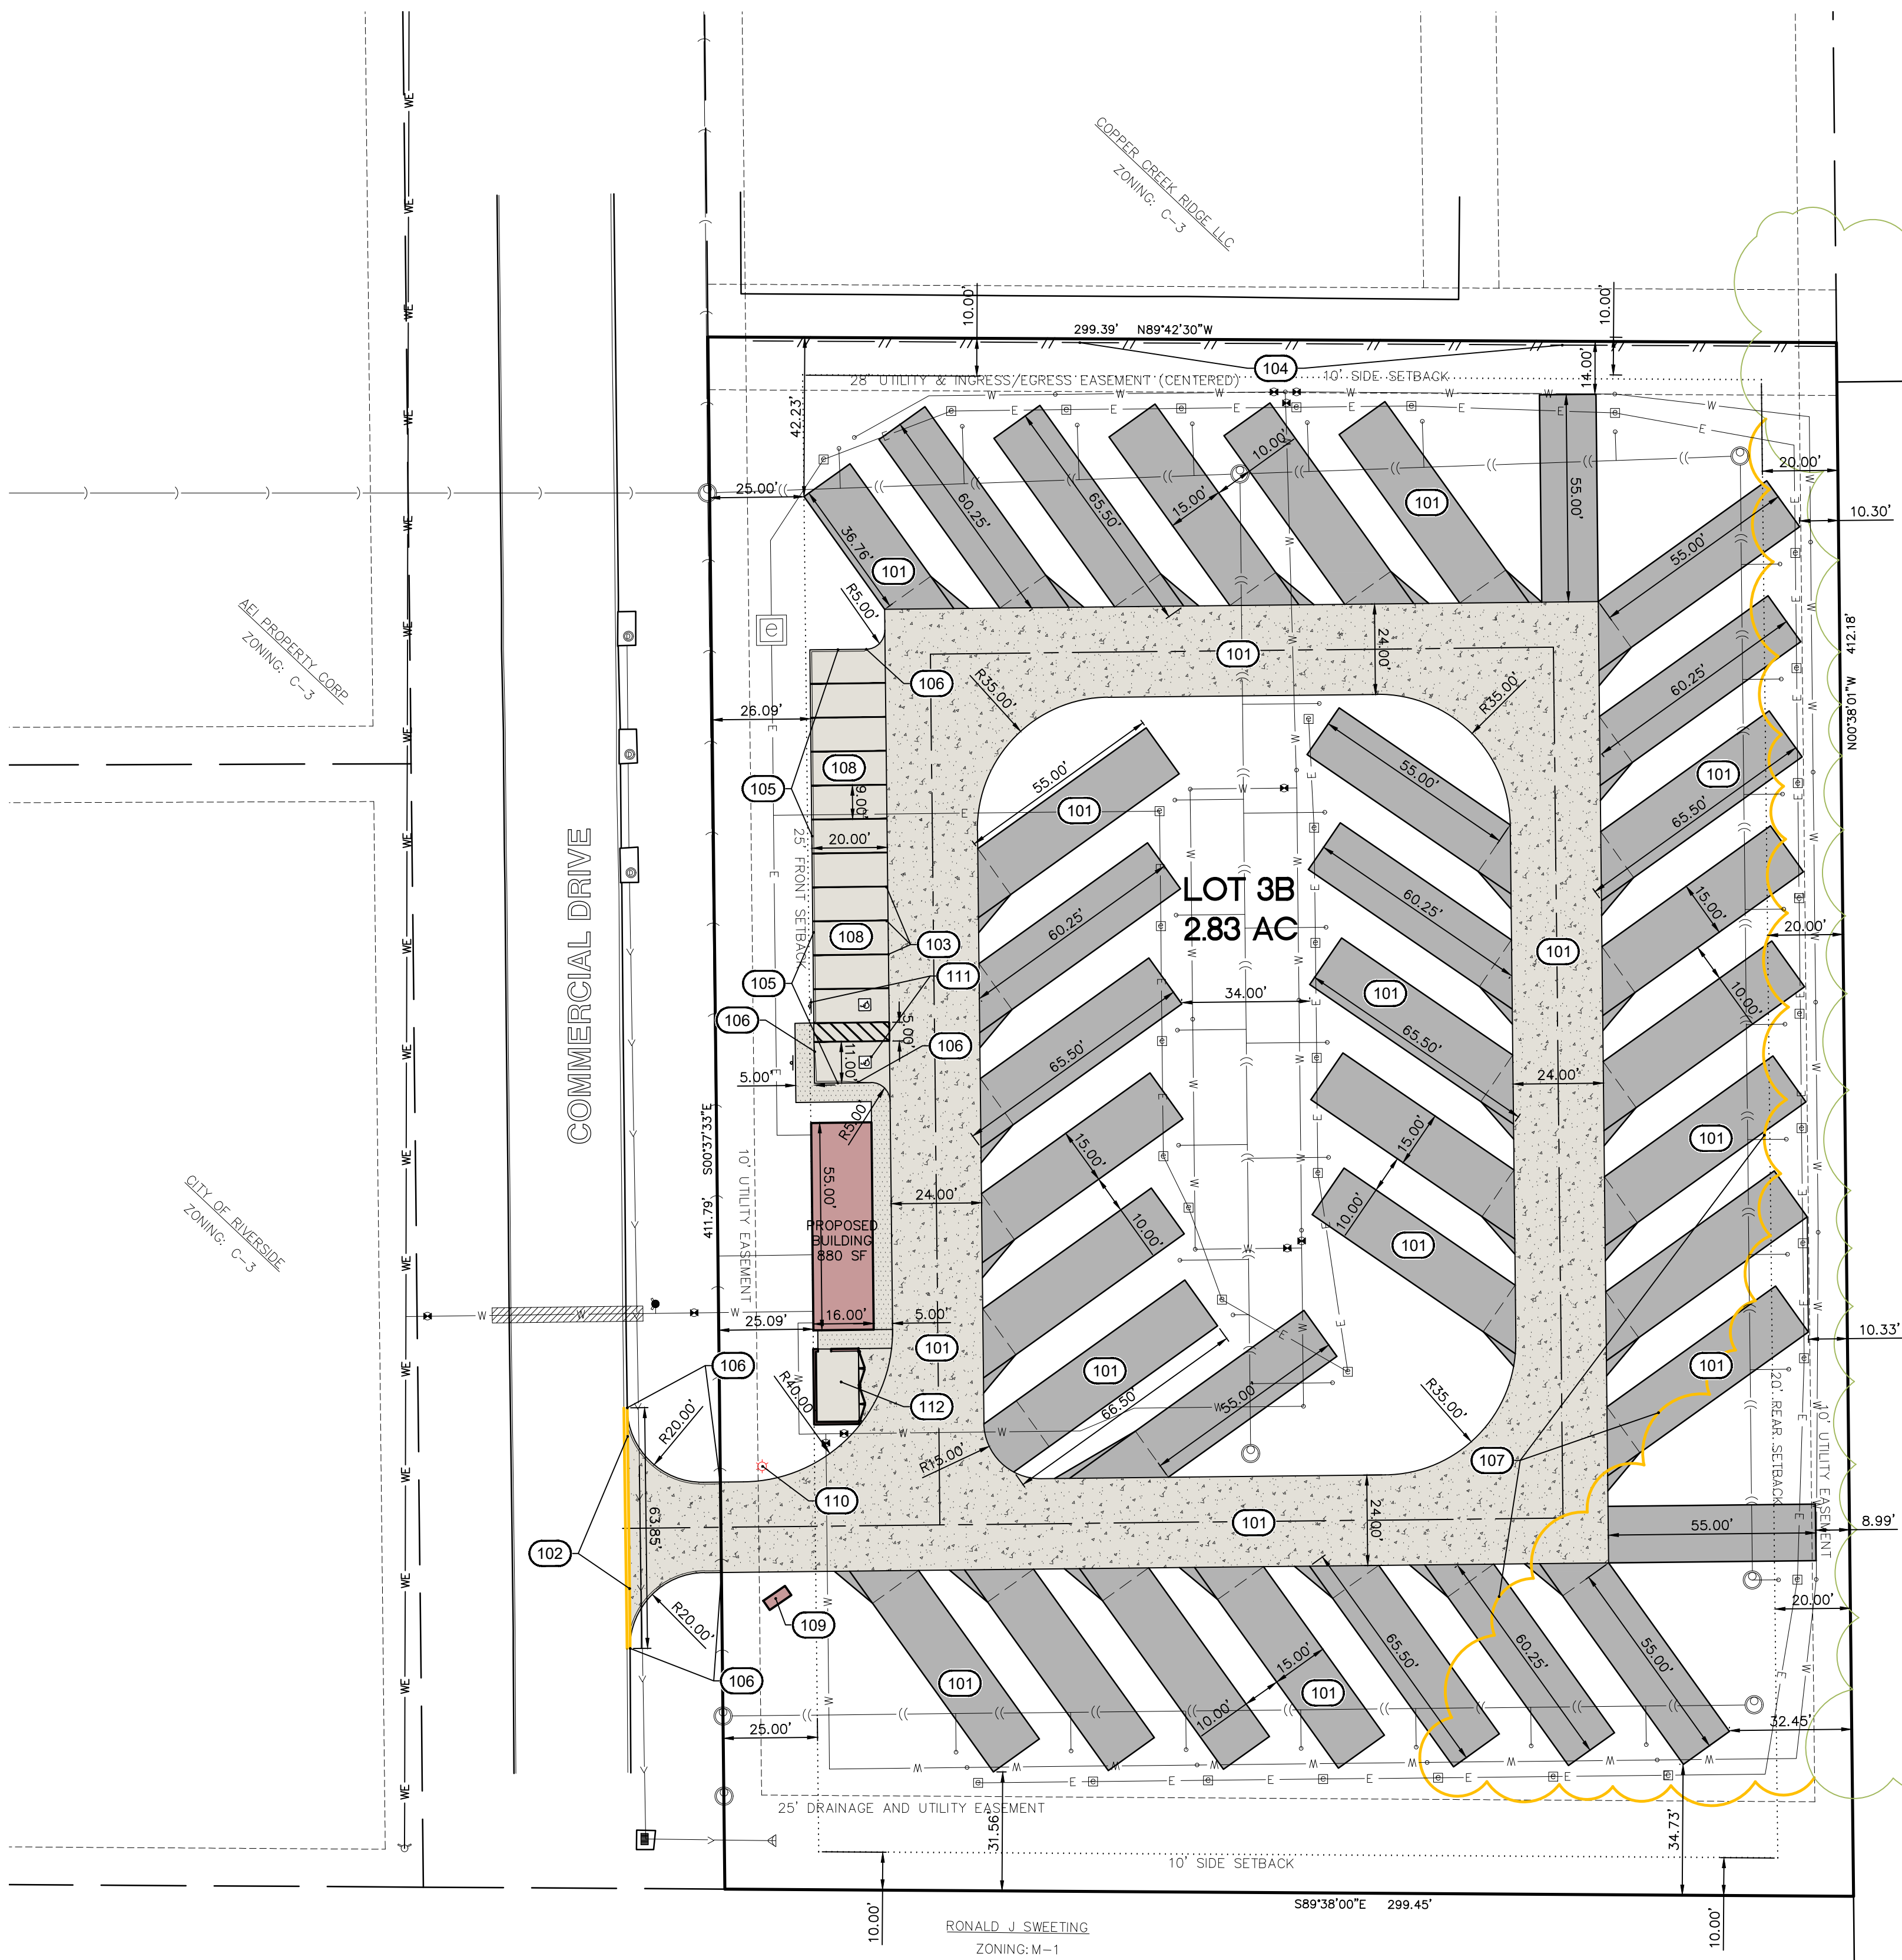 COPPER CREEK RIDGE LLC
ZONING: C-3
10.00'
10.00'
299.39' N89°42'30"W
104
14.00'
28' UTILITY & INGRESS/EGRESS EASEMENT (CENTERED)
10' SIDE SETBACK
42.23'
25.00'
36.76'
60.25'
65.50'
15.00'
10.00'
101
55.00'
20.00'
10.30'
55.00'
101
R5.00'
AEI PROPERTY CORP
ZONING: C-3
101
24.00'
412.18'
N00°38'01"W
60.25'
106
R35.00'
R35.00'
26.09'
55.00'
55.00'
101
65.50'
108
105
9.00'
101
20.00'
25' FRONT SETBACK
COMMERCIAL DRIVE
LOT 3B
2.83 AC
60.25'
60.25'
15.00'
108
103
20.00'
101
105
111
34.00'
101
10.00'
106
5.00'
65.50'
65.50'
106
11.00'
5.00'
24.00'
R5.00'
S00°37'33"E
411.79'
101
15.00'
15.00'
10' UTILITY EASEMENT
55.00'
24.00'
10.00'
10.00'
CITY OF RIVERSIDE
ZONING: C-3
PROPOSED
BUILDING
880 SF
101
16.00'
5.00'
25.09'
10.33'
101
106
101
101
R40.00'
112
66.50'
55.00'
R35.00'
20' REAR SETBACK
10' UTILITY EASEMENT
R20.00'
R15.00'
107
110
63.85'
101
24.00'
55.00'
8.99'
102
R20.00'
109
20.00'
106
101
15.00'
10.00'
101
65.50'
60.25'
55.00'
25.00'
32.45'
25' DRAINAGE AND UTILITY EASEMENT
31.56'
34.73'
10' SIDE SETBACK
10.00'
S89°38'00"E 299.45'
10.00'
RONALD J SWEETING
ZONING: M-1